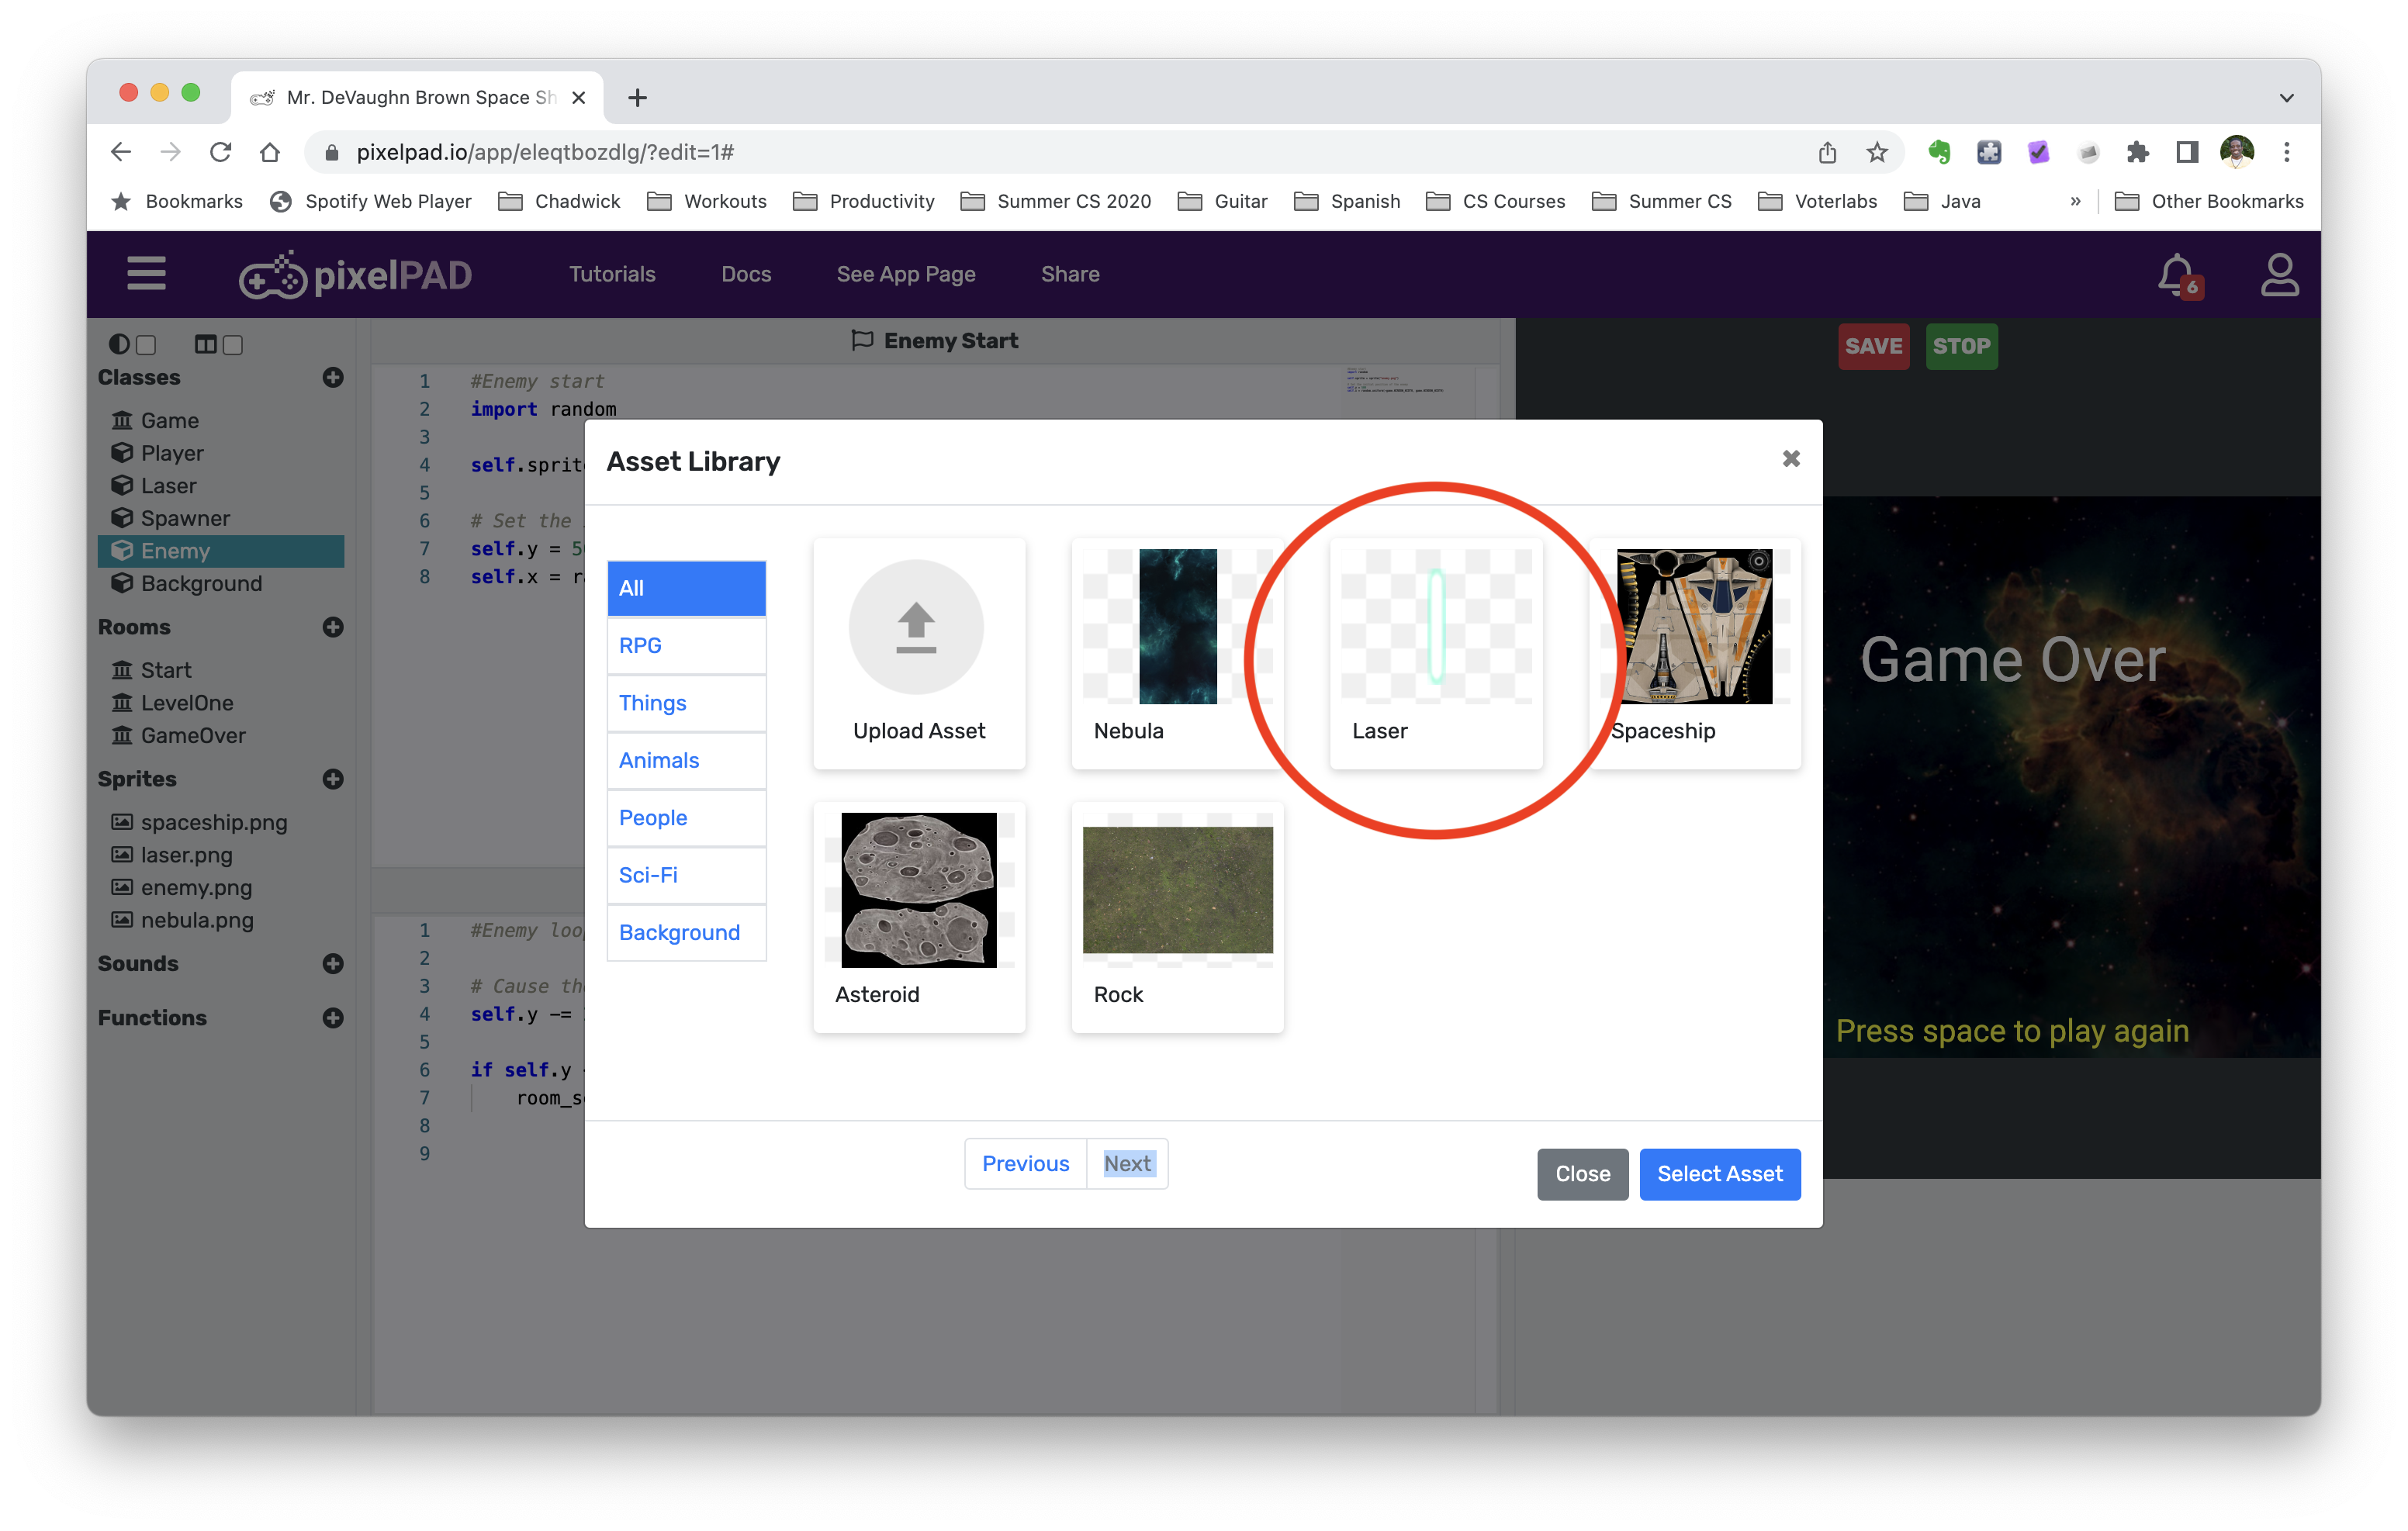 Mr. DeVaughn Brown Space Sh
pixelpad.io/app/eleqtbozdlg/?edit=1#
Bookmarks
Spotify Web Player
Chadwick
Workouts
Productivity
Summer CS 2020
Guitar
Spanish
CS Courses
Summer CS
Voterlabs
Java
»
Other Bookmarks
pixelPAD
Tutorials
Docs
See App Page
Share
6
Classes
Game
Player
Laser
Spawner
Enemy
Background
Rooms
Start
LevelOne
GameOver
Sprites
spaceship.png
laser.png
enemy.png
nebula.png
Sounds
Functions
Enemy Start
1 #Enemy start
2 import random
3
4 self.sprite
5
6 # Set the
7 self.y = 5
8 self.x = r
1 #Enemy loo
2
3 # Cause th
4 self.y -=
5
6 if self.y
7 room_s
8
9
SAVE
STOP
Game Over
Press space to play again
Asset Library
All
RPG
Things
Animals
People
Sci-Fi
Background
Upload Asset
Nebula
Laser
Spaceship
Asteroid
Rock
Previous
Next
Close
Select Asset